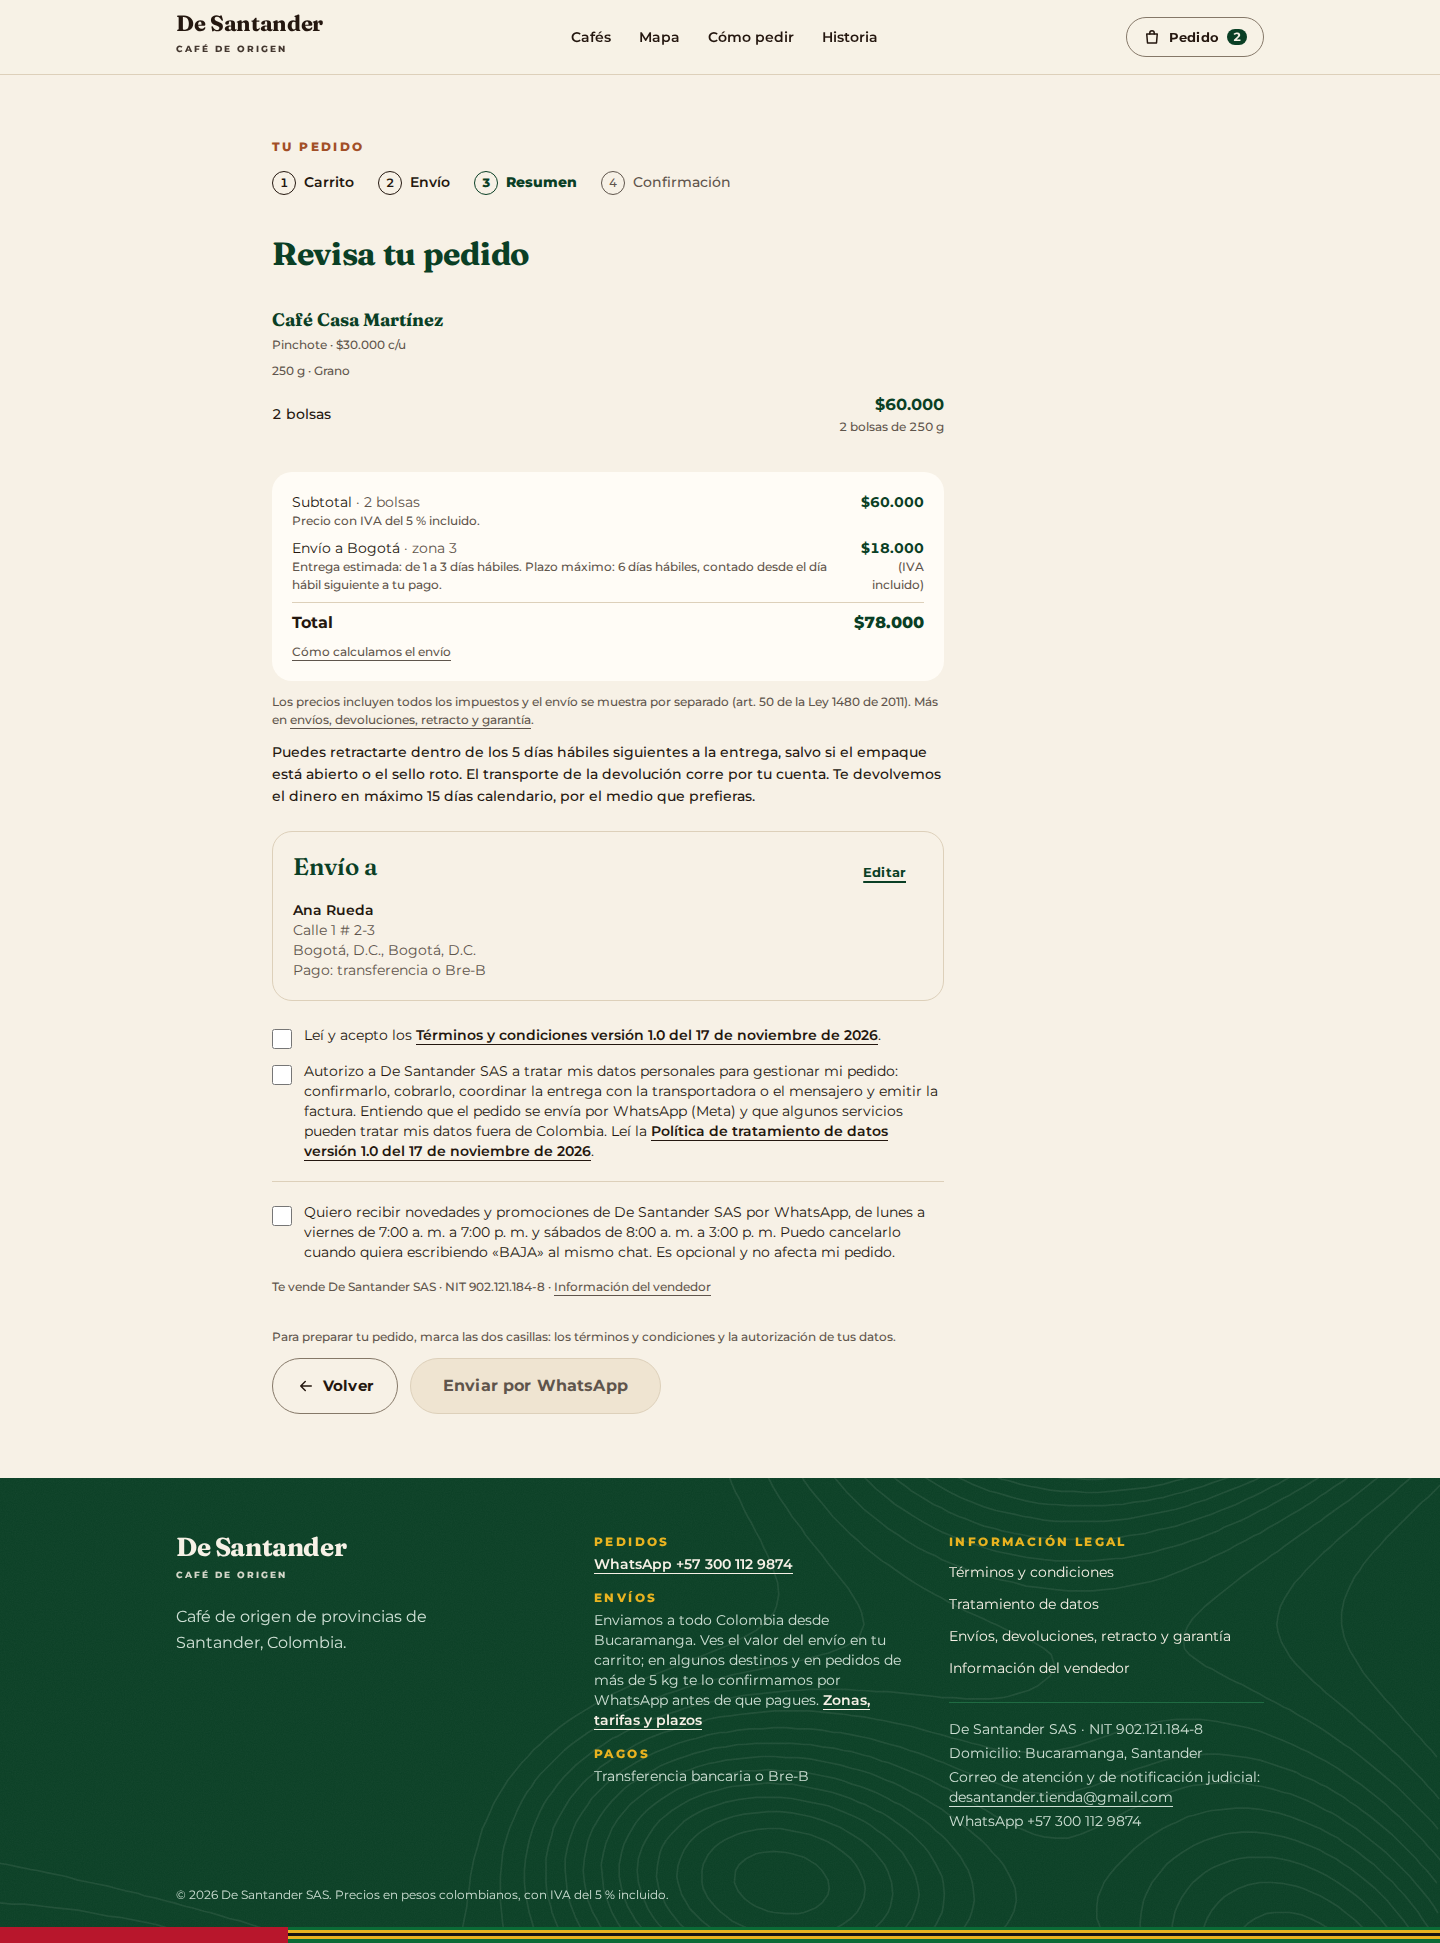 De Santander
CAFÉ DE ORIGEN
Cafés Mapa Cómo pedir Historia
Pedido 2
TU PEDIDO
1 Carrito 2 Envío 3 Resumen 4 Confirmación
Revisa tu pedido
Café Casa Martínez
Pinchote · $30.000 c/u
250 g · Grano
2 bolsas
$60.000
2 bolsas de 250 g
Subtotal · 2 bolsas $60.000
Precio con IVA del 5 % incluido.
Envío a Bogotá · zona 3 $18.000
Entrega estimada: de 1 a 3 días hábiles. Plazo máximo: 6 días hábiles, contado desde el día (IVA
hábil siguiente a tu pago. incluido)
Total $78.000
Cómo calculamos el envío
Los precios incluyen todos los impuestos y el envío se muestra por separado (art. 50 de la Ley 1480 de 2011). Más
en envíos, devoluciones, retracto y garantía.
Puedes retractarte dentro de los 5 días hábiles siguientes a la entrega, salvo si el empaque
está abierto o el sello roto. El transporte de la devolución corre por tu cuenta. Te devolvemos
el dinero en máximo 15 días calendario, por el medio que prefieras.
Envío a
Editar
Ana Rueda
Calle 1 # 2-3
Bogotá, D.C., Bogotá, D.C.
Pago: transferencia o Bre-B
Leí y acepto los Términos y condiciones versión 1.0 del 17 de noviembre de 2026.
Autorizo a De Santander SAS a tratar mis datos personales para gestionar mi pedido:
confirmarlo, cobrarlo, coordinar la entrega con la transportadora o el mensajero y emitir la
factura. Entiendo que el pedido se envía por WhatsApp (Meta) y que algunos servicios
pueden tratar mis datos fuera de Colombia. Leí la Política de tratamiento de datos
versión 1.0 del 17 de noviembre de 2026.
Quiero recibir novedades y promociones de De Santander SAS por WhatsApp, de lunes a
viernes de 7:00 a. m. a 7:00 p. m. y sábados de 8:00 a. m. a 3:00 p. m. Puedo cancelarlo
cuando quiera escribiendo «BAJA» al mismo chat. Es opcional y no afecta mi pedido.
Te vende De Santander SAS · NIT 902.121.184-8 · Información del vendedor
Para preparar tu pedido, marca las dos casillas: los términos y condiciones y la autorización de tus datos.
← Volver
Enviar por WhatsApp
De Santander
CAFÉ DE ORIGEN
Café de origen de provincias de
Santander, Colombia.
PEDIDOS
WhatsApp +57 300 112 9874
ENVÍOS
Enviamos a todo Colombia desde
Bucaramanga. Ves el valor del envío en tu
carrito; en algunos destinos y en pedidos de
más de 5 kg te lo confirmamos por
WhatsApp antes de que pagues. Zonas,
tarifas y plazos
PAGOS
Transferencia bancaria o Bre-B
INFORMACIÓN LEGAL
Términos y condiciones
Tratamiento de datos
Envíos, devoluciones, retracto y garantía
Información del vendedor
De Santander SAS · NIT 902.121.184-8
Domicilio: Bucaramanga, Santander
Correo de atención y de notificación judicial:
desantander.tienda@gmail.com
WhatsApp +57 300 112 9874
© 2026 De Santander SAS. Precios en pesos colombianos, con IVA del 5 % incluido.